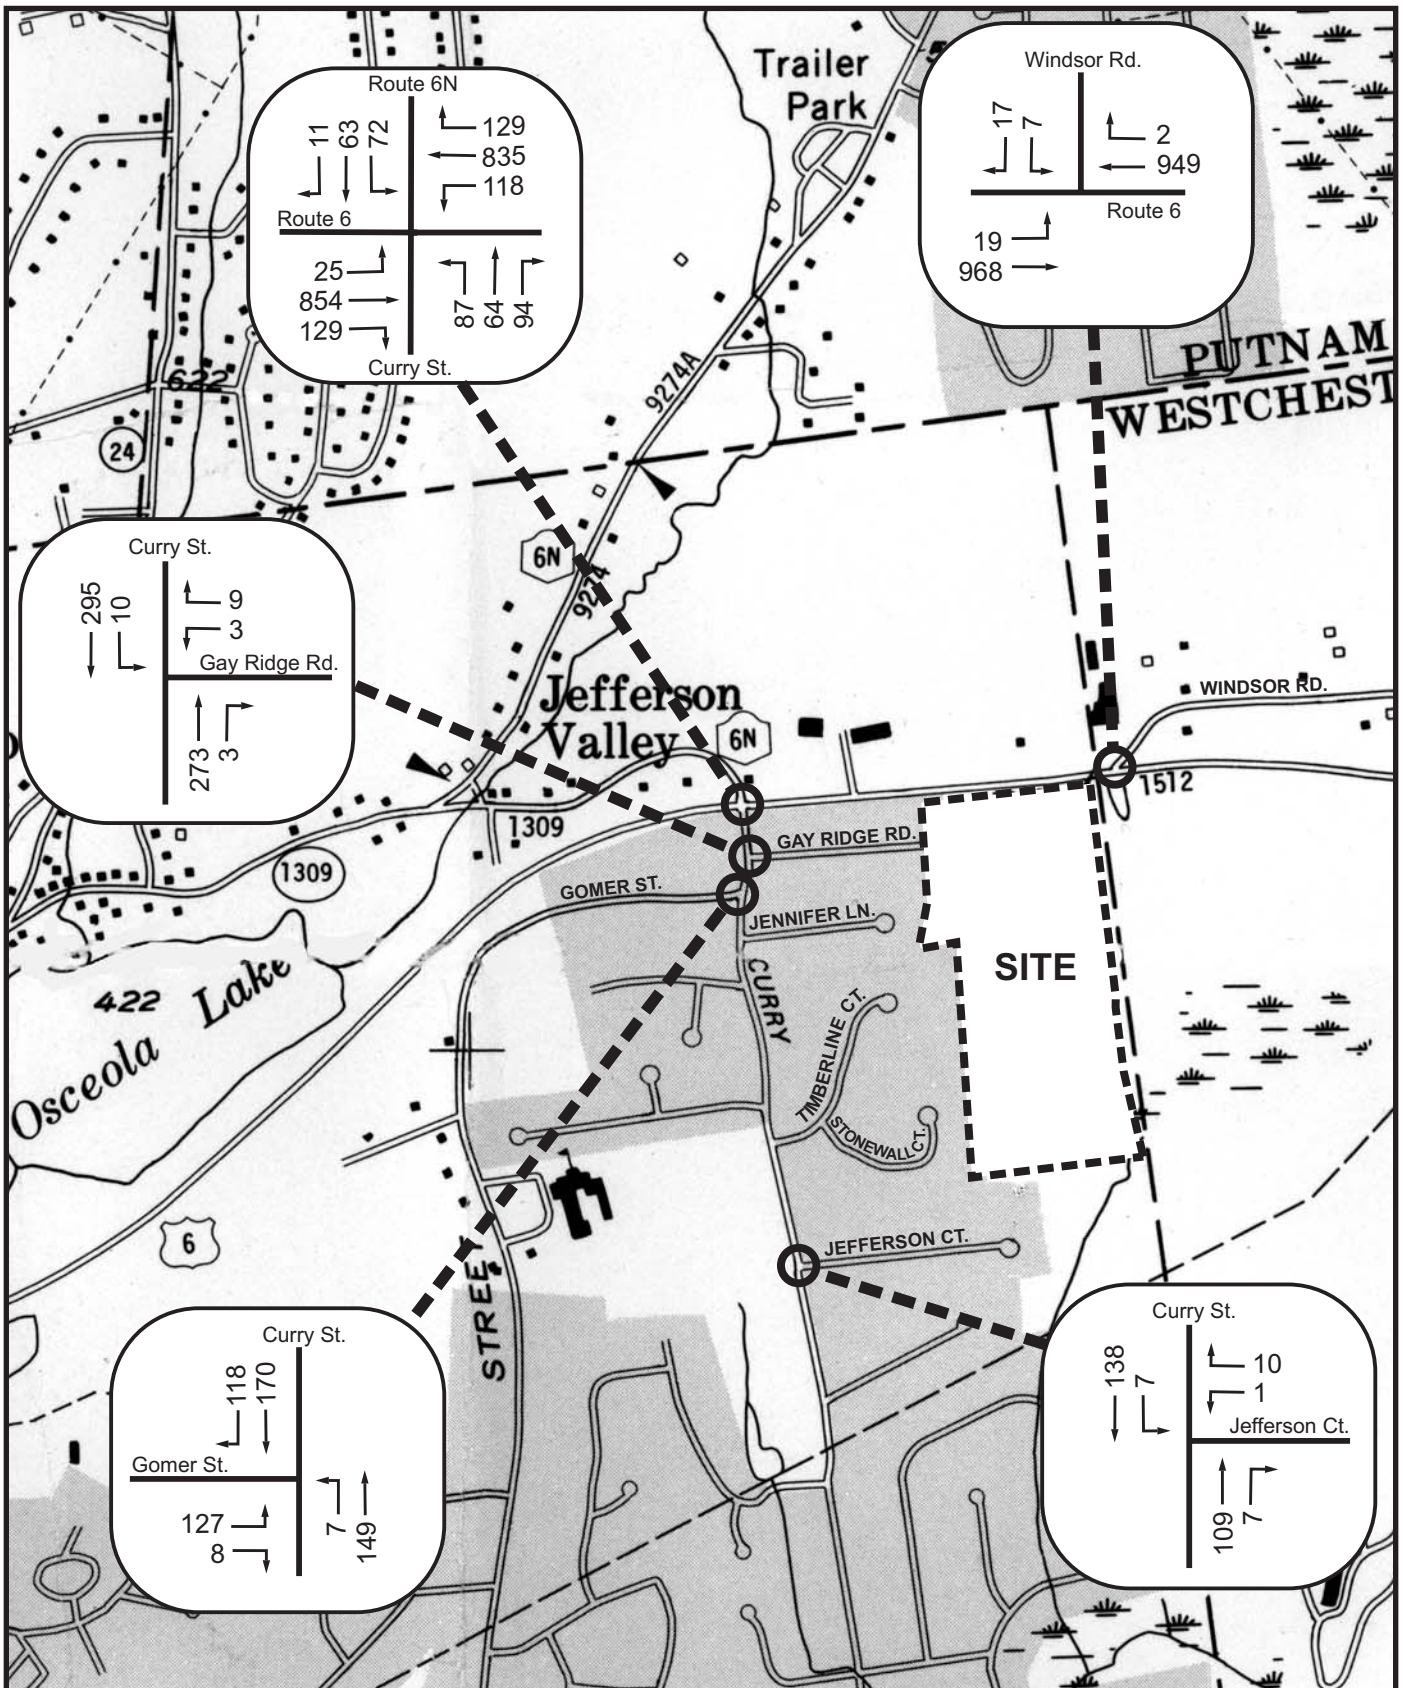 Trailer
Park
5
Route 6N
11
63
72
129
835
118
Route 6
25
854
129
87
64
94
Curry St.
Windsor Rd.
17
7
2
949
Route 6
19
968
PUTNAM
WESTCHEST
622
24
9274A
6N
9274
Curry St.
295
10
9
3
Gay Ridge Rd.
273
3
Jefferson
Valley
6N
WINDSOR RD.
1512
1309
1309
GAY RIDGE RD.
GOMER ST.
JENNIFER LN.
CURRY
SITE
422
Osceola Lake
TIMBERLINE CT.
STONEWALL CT.
6
STREET
JEFFERSON CT.
Curry St.
118
170
Gomer St.
127
8
7
149
Curry St.
138
7
10
1
Jefferson Ct.
109
7